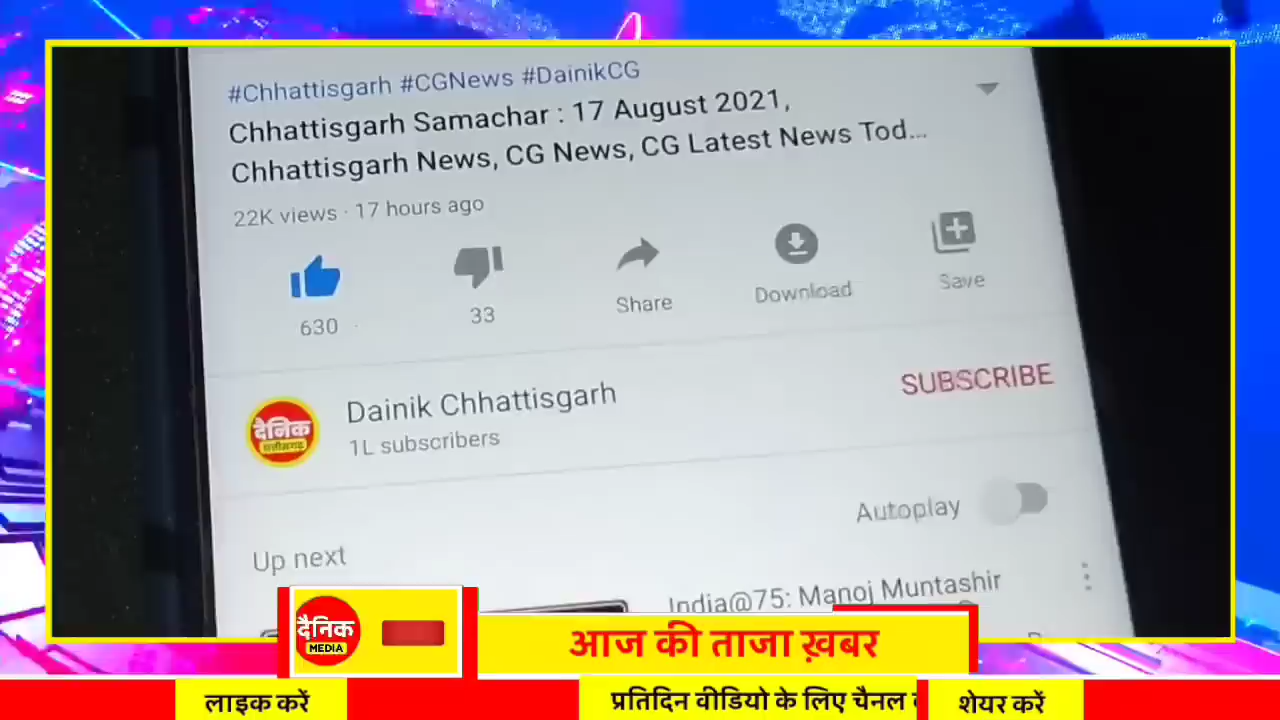 #Chhattisgarh #CGNews #DainikCG
Chhattisgarh Samachar : 17 August 2021,
Chhattisgarh News, CG News, CG Latest News Tod...
22K views · 17 hours ago
630
33
Share
Download
Save
दैनिक
छत्तीसगढ़
Dainik Chhattisgarh
1L subscribers
SUBSCRIBE
Autoplay
Up next
India@75: Manoj Muntashir
दैनिक
MEDIA
आज की ताजा ख़बर
लाइक करें
प्रतिदिन वीडियो के लिए चैनल
शेयर करें